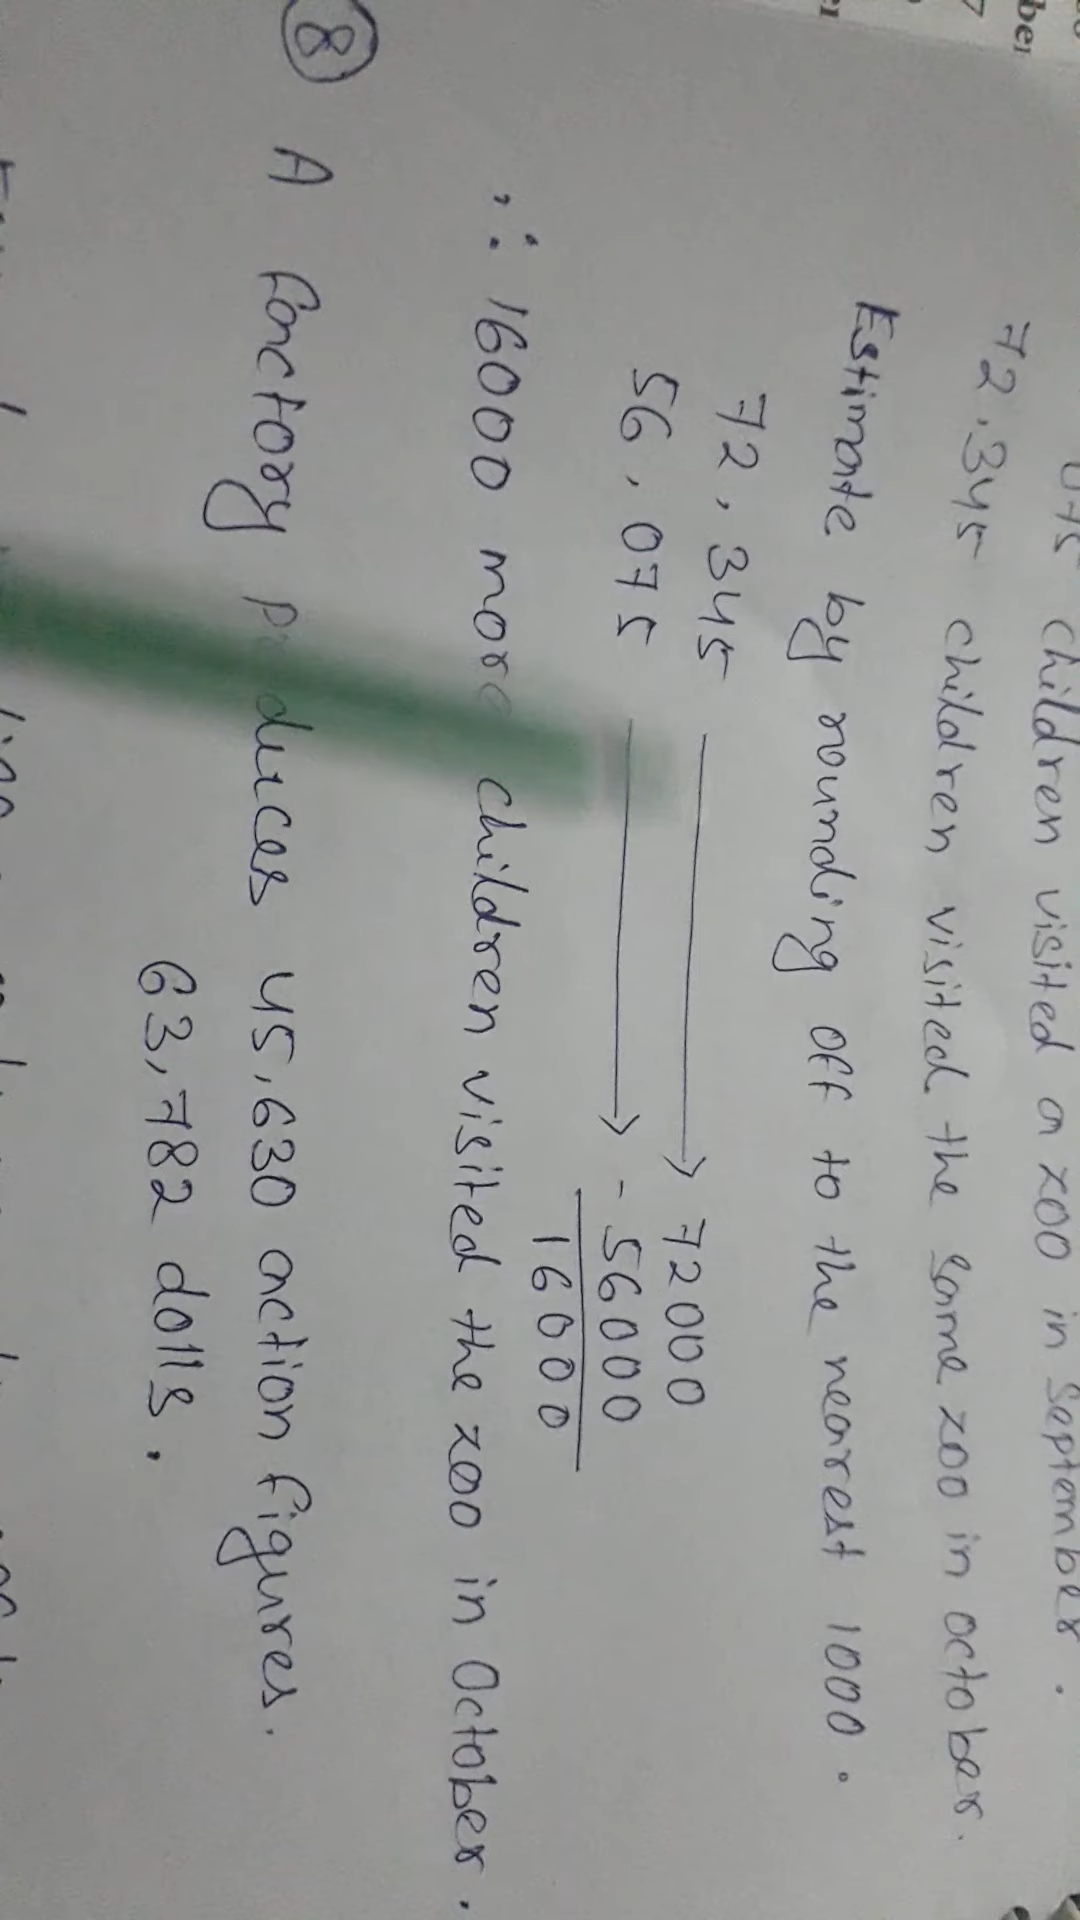 075 children visited a zoo in September.
72,345 children visited the same zoo in October.
Estimate by rounding off to the nearest 1000.
72,345 → 72000
56,075 → - 56000
16000
∴ 16000 more children visited the zoo in October.
8 A factory produces 45,630 action figures.
63,782 dolls.